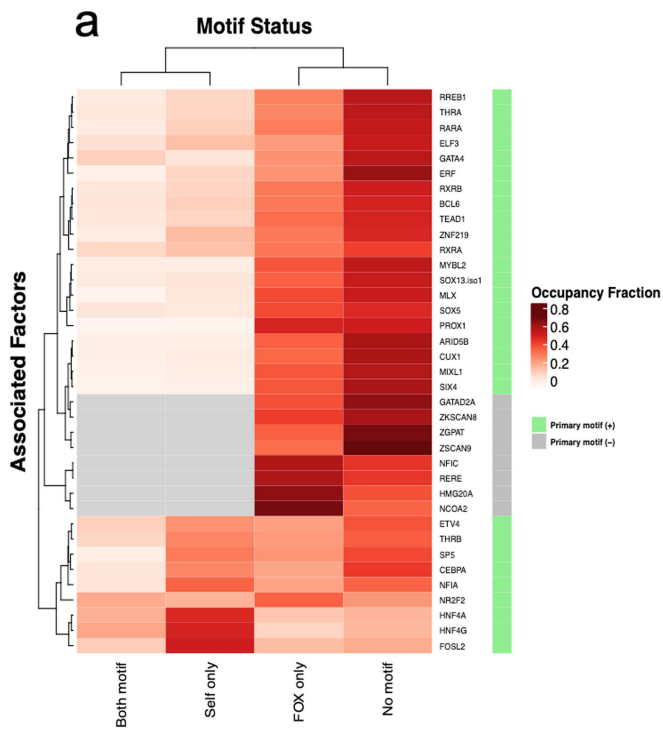 a
Motif Status
RREB1
THRA
RARA
ELF3
GATA4
ERF
RXRB
BCL6
TEAD1
ZNF219
RXRA
MYBL2
SOX13.iso1
MLX
SOX5
PROX1
ARID5B
CUX1
MIXL1
SIX4
GATAD2A
ZKSCAN8
ZGPAT
ZSCAN9
NFIC
RERE
HMG20A
NCOA2
ETV4
THRB
SP5
CEBPA
NFIA
NR2F2
HNF4A
HNF4G
FOSL2
Associated Factors
Occupancy Fraction
0.8
0.6
0.4
0.2
0
Primary motif (+)
Primary motif (−)
Both motif
Self only
FOX only
No motif